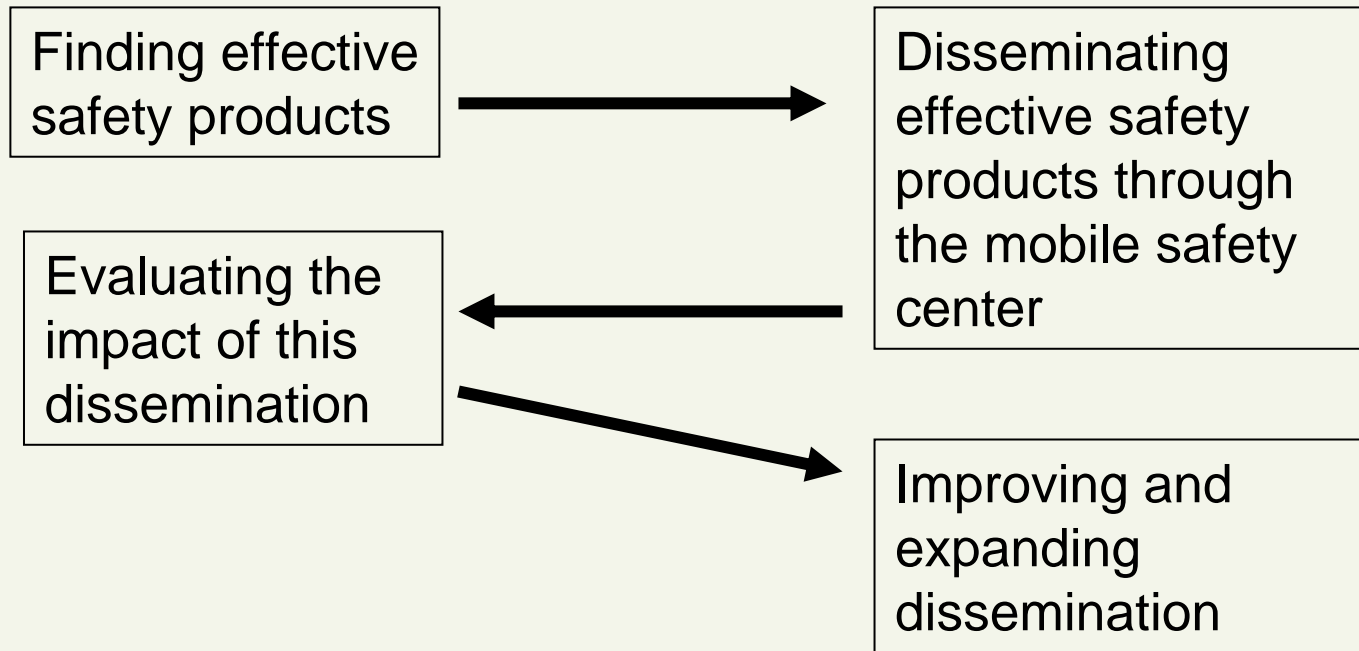 Finding effective
safety products
Disseminating
effective safety
products through
the mobile safety
center
Evaluating the
impact of this
dissemination
Improving and
expanding
dissemination